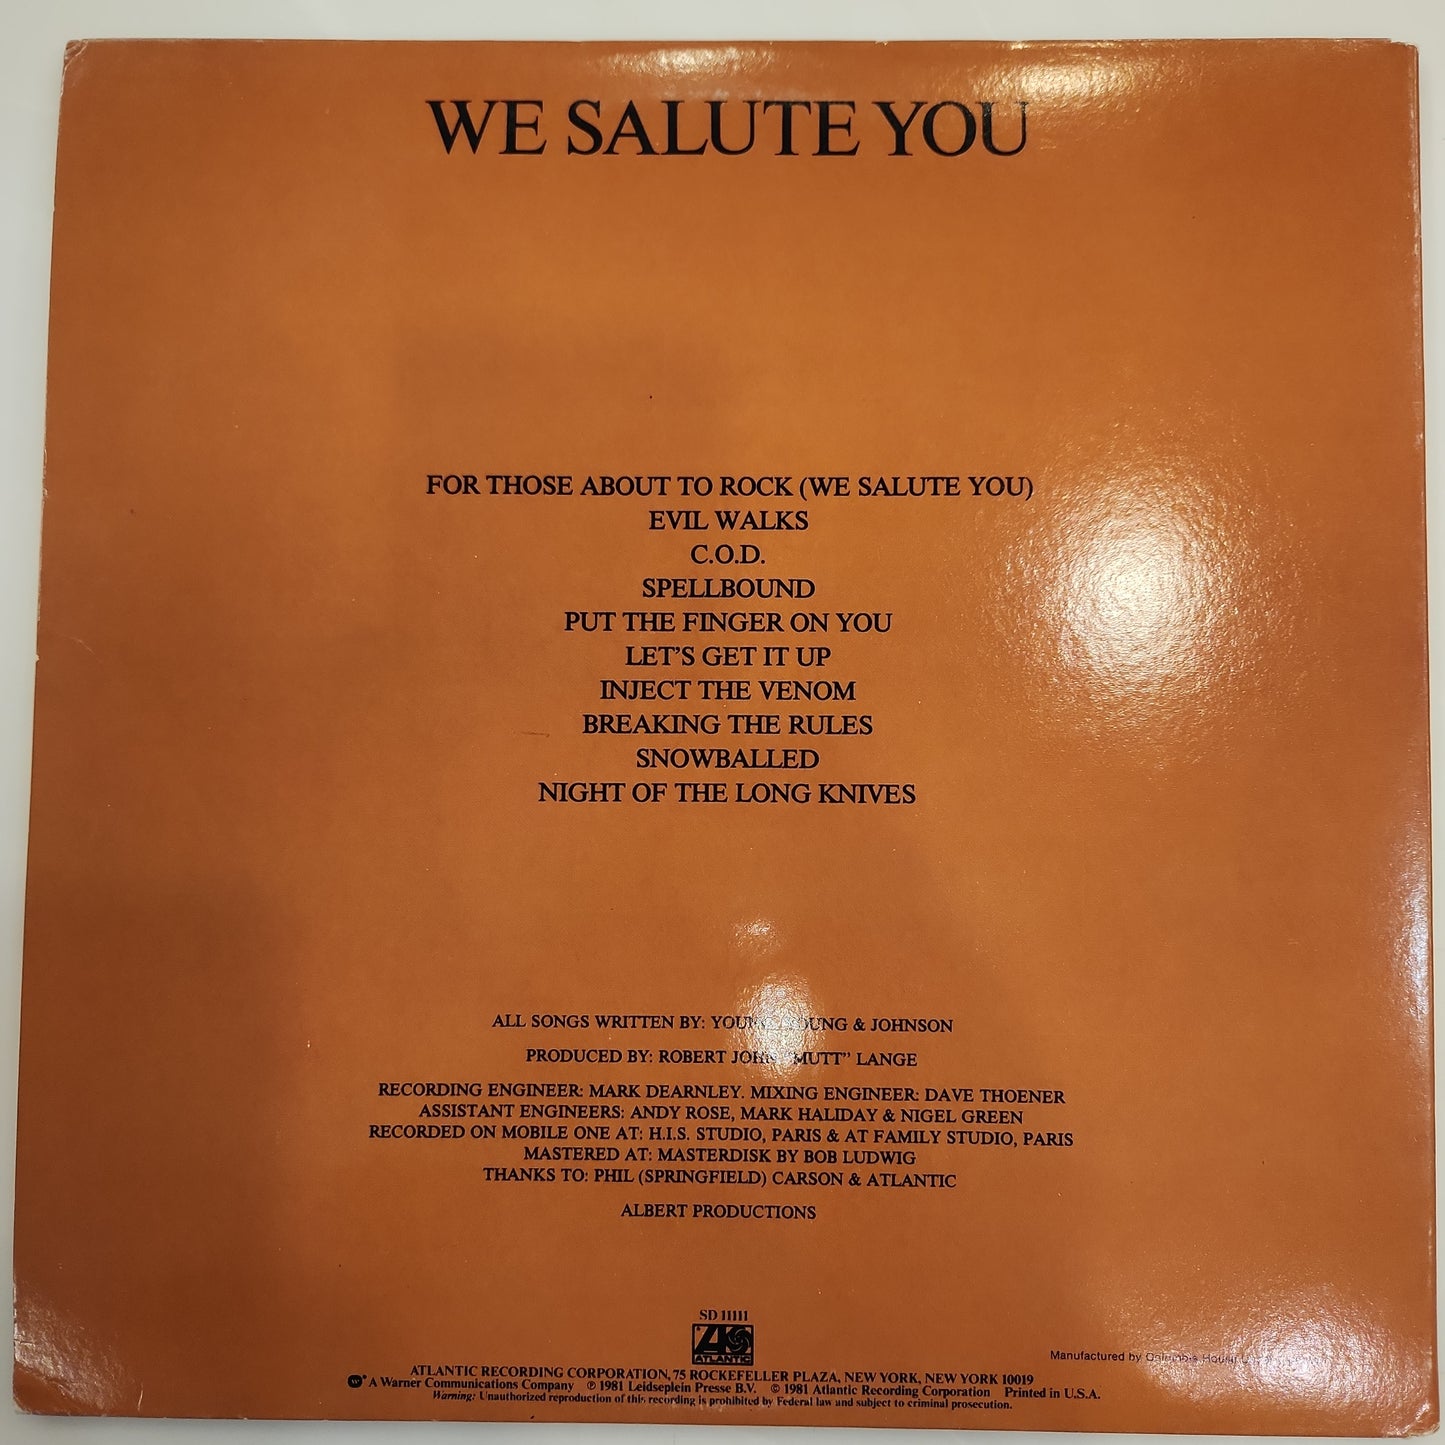 WE SALUTE YOU
FOR THOSE ABOUT TO ROCK (WE SALUTE YOU)
EVIL WALKS
C.O.D.
SPELLBOUND
PUT THE FINGER ON YOU
LET'S GET IT UP
INJECT THE VENOM
BREAKING THE RULES
SNOWBALLED
NIGHT OF THE LONG KNIVES
ALL SONGS WRITTEN BY: YOUNG, YOUNG & JOHNSON
PRODUCED BY: ROBERT JOHN "MUTT" LANGE
RECORDING ENGINEER: MARK DEARNLEY. MIXING ENGINEER: DAVE THOENER
ASSISTANT ENGINEERS: ANDY ROSE, MARK HALIDAY & NIGEL GREEN
RECORDED ON MOBILE ONE AT: H.I.S. STUDIO, PARIS & AT FAMILY STUDIO, PARIS
MASTERED AT: MASTERDISK BY BOB LUDWIG
THANKS TO: PHIL (SPRINGFIELD) CARSON & ATLANTIC
ALBERT PRODUCTIONS
SD 11111
ATLANTIC
Manufactured by Columbia House
ATLANTIC RECORDING CORPORATION, 75 ROCKEFELLER PLAZA, NEW YORK, NEW YORK 10019
A Warner Communications Company ℗ 1981 Leidseplein Presse B.V. © 1981 Atlantic Recording Corporation Printed in U.S.A.
Warning: Unauthorized reproduction of this recording is prohibited by Federal law and subject to criminal prosecution.